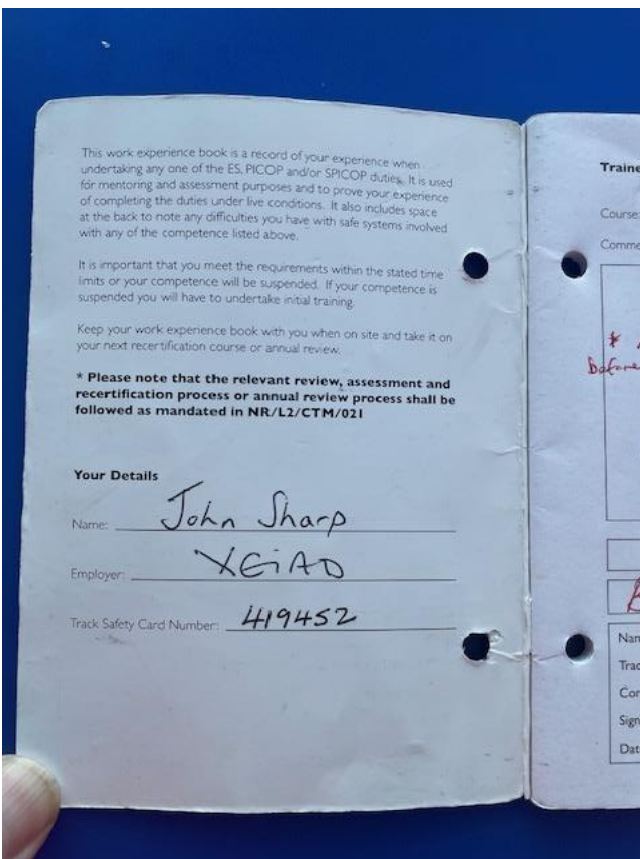 This work experience book is a record of your experience when
undertaking any one of the ES, PICOP and/or SPICOP duties. It is used
for mentoring and assessment purposes and to prove your experience
of completing the duties under live conditions. It also includes space
at the back to note any difficulties you have with safe systems involved
with any of the competence listed above.
It is important that you meet the requirements within the stated time
limits or your competence will be suspended. If your competence is
suspended you will have to undertake initial training.
Keep your work experience book with you when on site and take it on
your next recertification course or annual review.
* Please note that the relevant review, assessment and
recertification process or annual review process shall be
followed as mandated in NR/L2/CTM/021
Your Details
Name: John Sharp
Employer: XEiAD
Track Safety Card Number: 419452
Traine
Course:
Comme
*
Before
Nam
Trac
Con
Sign
Dat